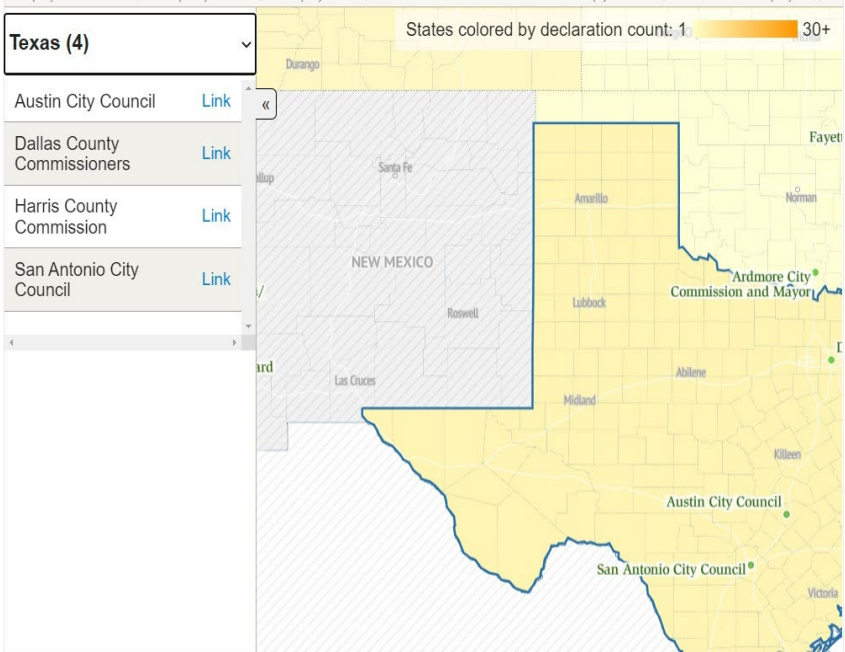 Texas (4)
States colored by declaration count: 1
30+
Austin City Council Link
Dallas County
Commissioners
Link
Harris County
Commission
Link
San Antonio City
Council
Link
«
Durango
Fayett
Santa Fe
allup
Amarillo
Norman
NEW MEXICO
Ardmore City
Commission and Mayor
Lubbock
Roswell
ard
D
Las Cruces
Abilene
Midland
Killeen
Austin City Council
San Antonio City Council
Victoria